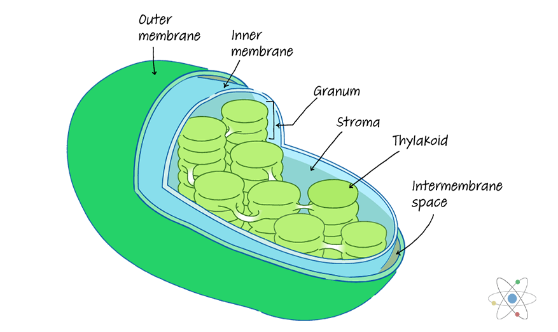 Outer
membrane
Inner
membrane
Granum
Stroma
Thylakoid
Intermembrane
space